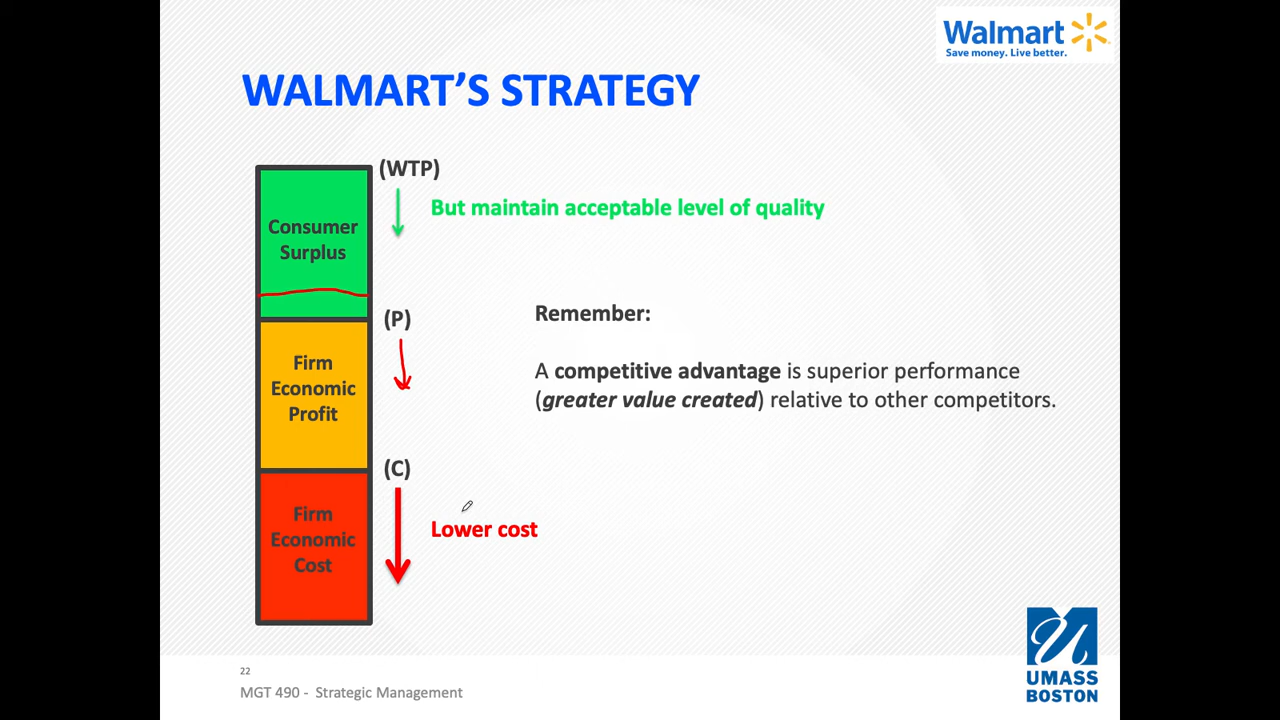 Walmart
Save money. Live better.
WALMART’S STRATEGY
(WTP)
But maintain acceptable level of quality
Consumer
Surplus
(P)
Remember:
Firm
Economic
Profit
A competitive advantage is superior performance
(greater value created) relative to other competitors.
(C)
Firm
Economic
Cost
Lower cost
22
MGT 490 - Strategic Management
UMASS
BOSTON